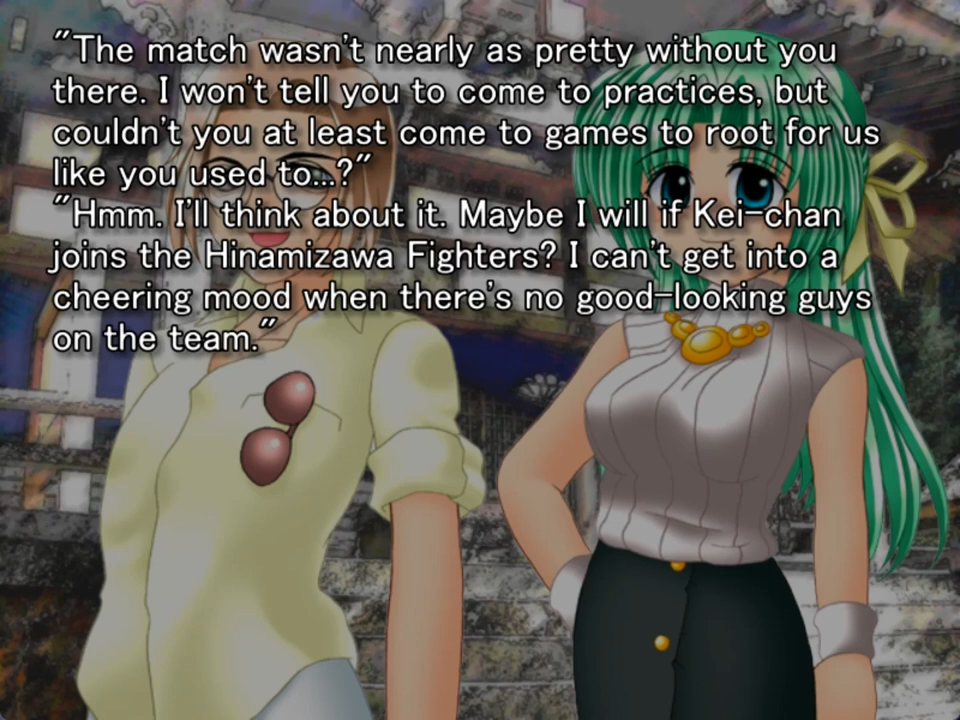 "The match wasn't nearly as pretty without you
there. I won't tell you to come to practices, but
couldn't you at least come to games to root for us
like you used to...?"
"Hmm. I'll think about it. Maybe I will if Kei-chan
joins the Hinamizawa Fighters? I can't get into a
cheering mood when there's no good-looking guys
on the team."